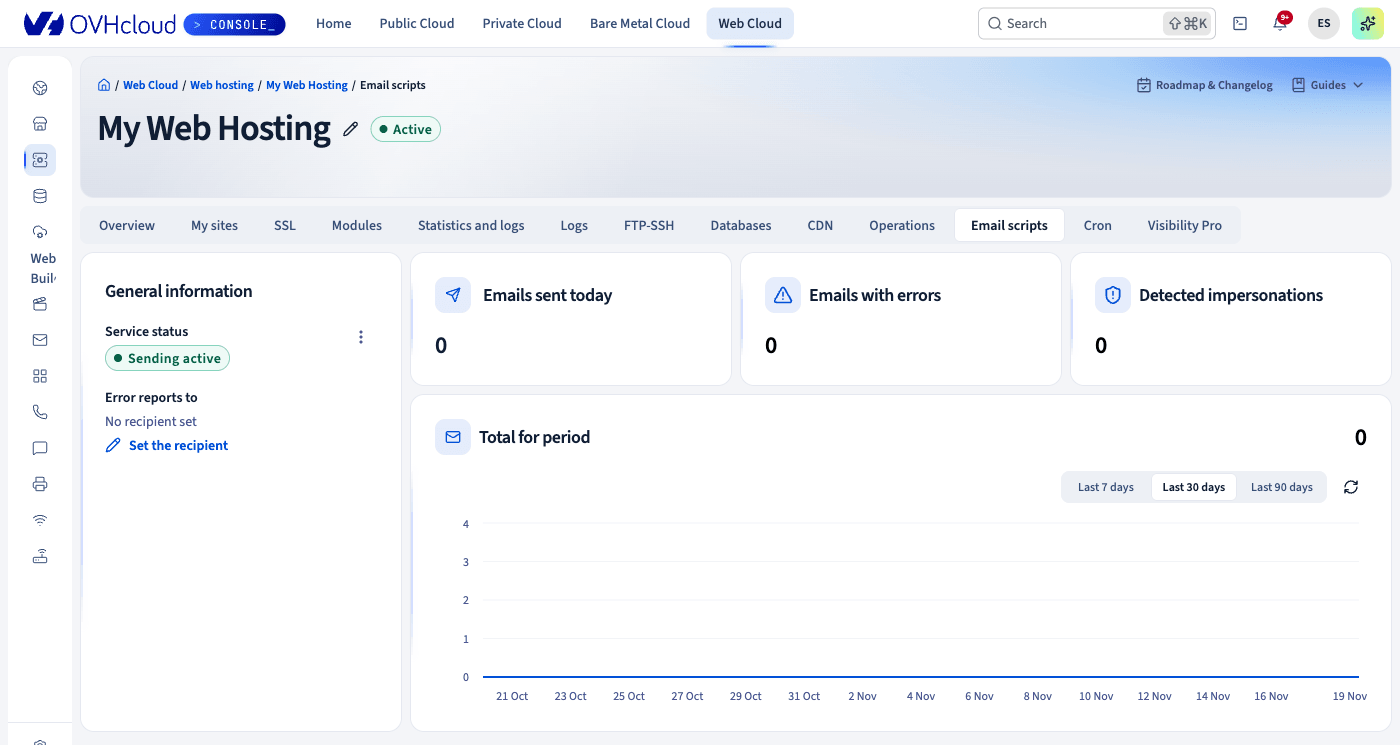 OVHcloud > CONSOLE_ Home Public Cloud Private Cloud Bare Metal Cloud Web Cloud Search ⇧⌘K 9+ ES
/ Web Cloud / Web hosting / My Web Hosting / Email scripts Roadmap & Changelog Guides
My Web Hosting Active
Overview My sites SSL Modules Statistics and logs Logs FTP-SSH Databases CDN Operations Email scripts Cron Visibility Pro
Web
Buil
General information
Service status
Sending active
Error reports to
No recipient set
Set the recipient
Emails sent today
0
Emails with errors
0
Detected impersonations
0
Total for period 0
Last 7 days Last 30 days Last 90 days
4
3
2
1
0
21 Oct 23 Oct 25 Oct 27 Oct 29 Oct 31 Oct 2 Nov 4 Nov 6 Nov 8 Nov 10 Nov 12 Nov 14 Nov 16 Nov 19 Nov